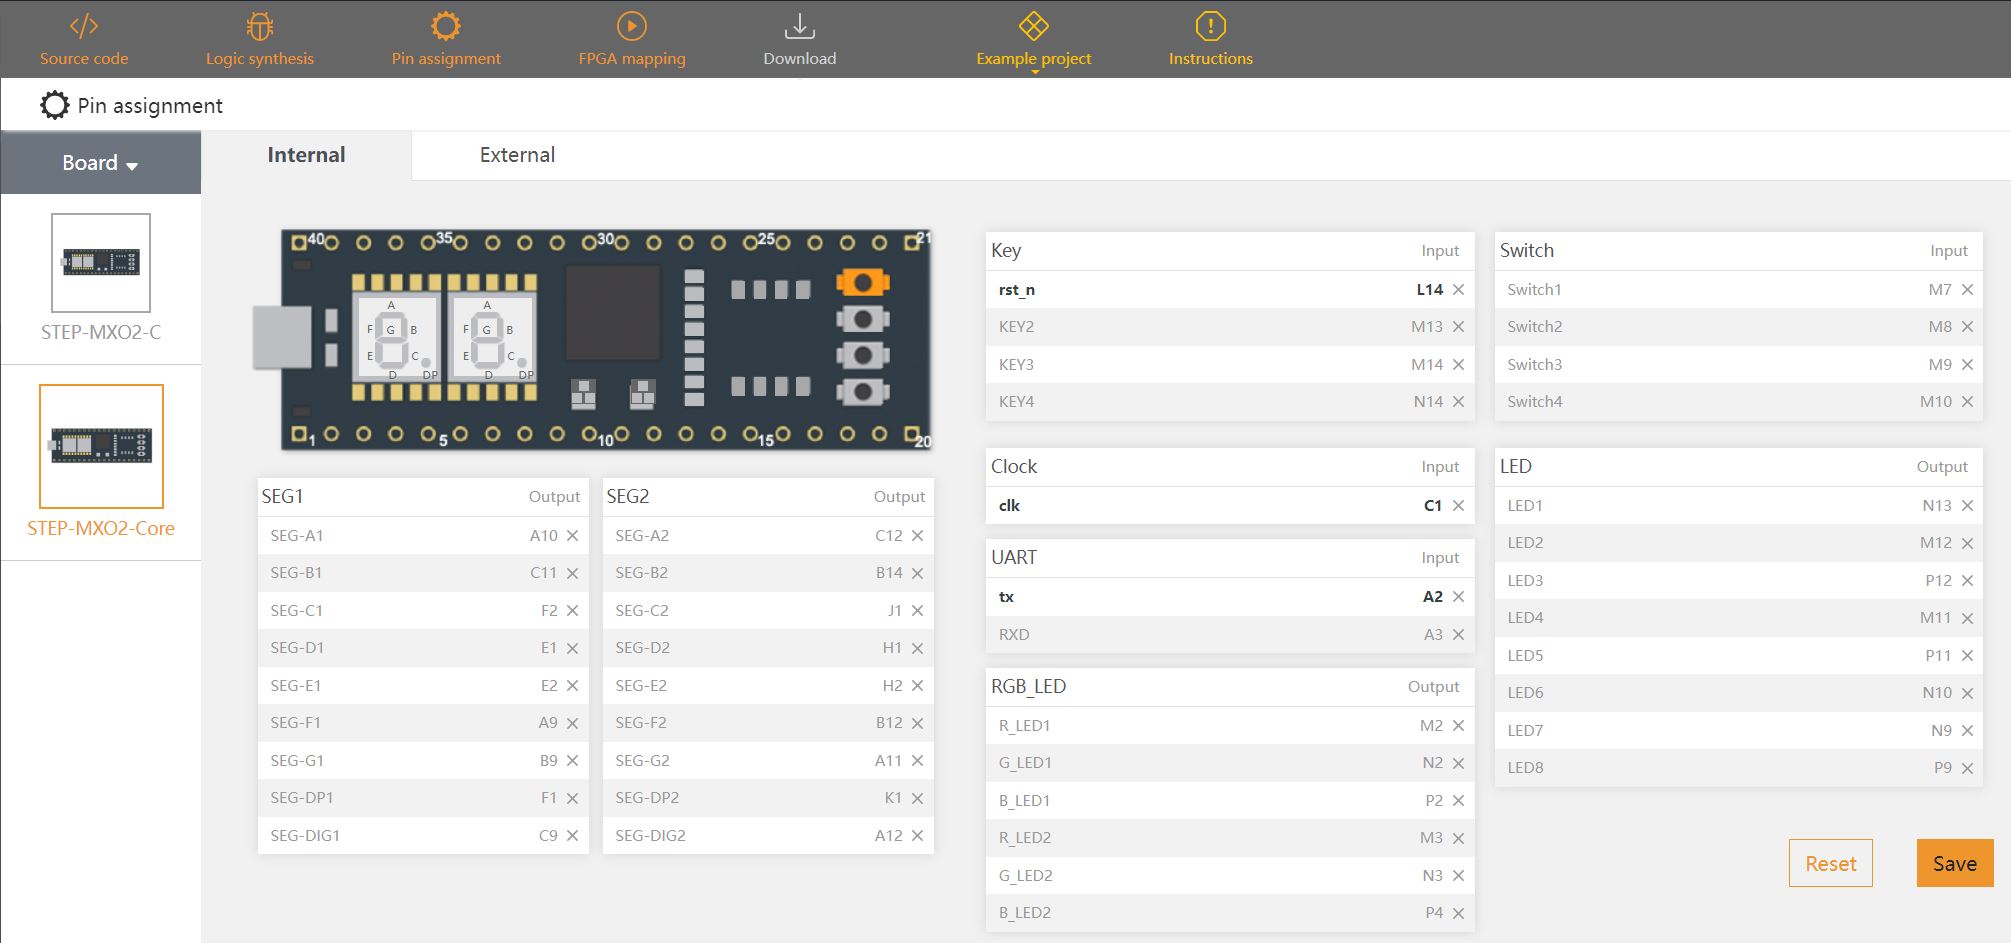 Source code
Logic synthesis
Pin assignment
FPGA mapping
Download
Example project
Instructions
Pin assignment
Board
STEP-MXO2-C
STEP-MXO2-Core
Internal
External
40 35 30 25 21
A F G B E C D DP
A F G B E C D DP
1 5 10 15 20
SEG1 Output
SEG-A1 A10
SEG-B1 C11
SEG-C1 F2
SEG-D1 E1
SEG-E1 E2
SEG-F1 A9
SEG-G1 B9
SEG-DP1 F1
SEG-DIG1 C9
SEG2 Output
SEG-A2 C12
SEG-B2 B14
SEG-C2 J1
SEG-D2 H1
SEG-E2 H2
SEG-F2 B12
SEG-G2 A11
SEG-DP2 K1
SEG-DIG2 A12
Key Input
rst_n L14
KEY2 M13
KEY3 M14
KEY4 N14
Clock Input
clk C1
UART Input
tx A2
RXD A3
RGB_LED Output
R_LED1 M2
G_LED1 N2
B_LED1 P2
R_LED2 M3
G_LED2 N3
B_LED2 P4
Switch Input
Switch1 M7
Switch2 M8
Switch3 M9
Switch4 M10
LED Output
LED1 N13
LED2 M12
LED3 P12
LED4 M11
LED5 P11
LED6 N10
LED7 N9
LED8 P9
Reset
Save